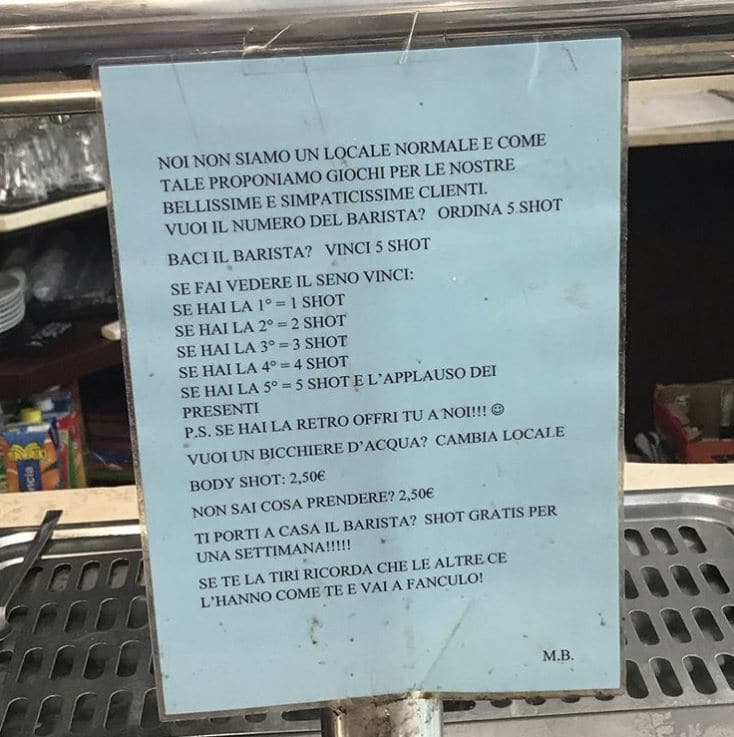 NOI NON SIAMO UN LOCALE NORMALE E COME
TALE PROPONIAMO GIOCHI PER LE NOSTRE
BELLISSIME E SIMPATICISSIME CLIENTI.
VUOI IL NUMERO DEL BARISTA? ORDINA 5 SHOT
BACI IL BARISTA? VINCI 5 SHOT
SE FAI VEDERE IL SENO VINCI:
SE HAI LA 1° = 1 SHOT
SE HAI LA 2° = 2 SHOT
SE HAI LA 3° = 3 SHOT
SE HAI LA 4° = 4 SHOT
SE HAI LA 5° = 5 SHOT E L'APPLAUSO DEI
PRESENTI
P.S. SE HAI LA RETRO OFFRI TU A NOI!!! ☺
VUOI UN BICCHIERE D'ACQUA? CAMBIA LOCALE
BODY SHOT: 2,50€
NON SAI COSA PRENDERE? 2,50€
TI PORTI A CASA IL BARISTA? SHOT GRATIS PER
UNA SETTIMANA!!!!!
SE TE LA TIRI RICORDA CHE LE ALTRE CE
L'HANNO COME TE E VAI A FANCULO!
M.B.